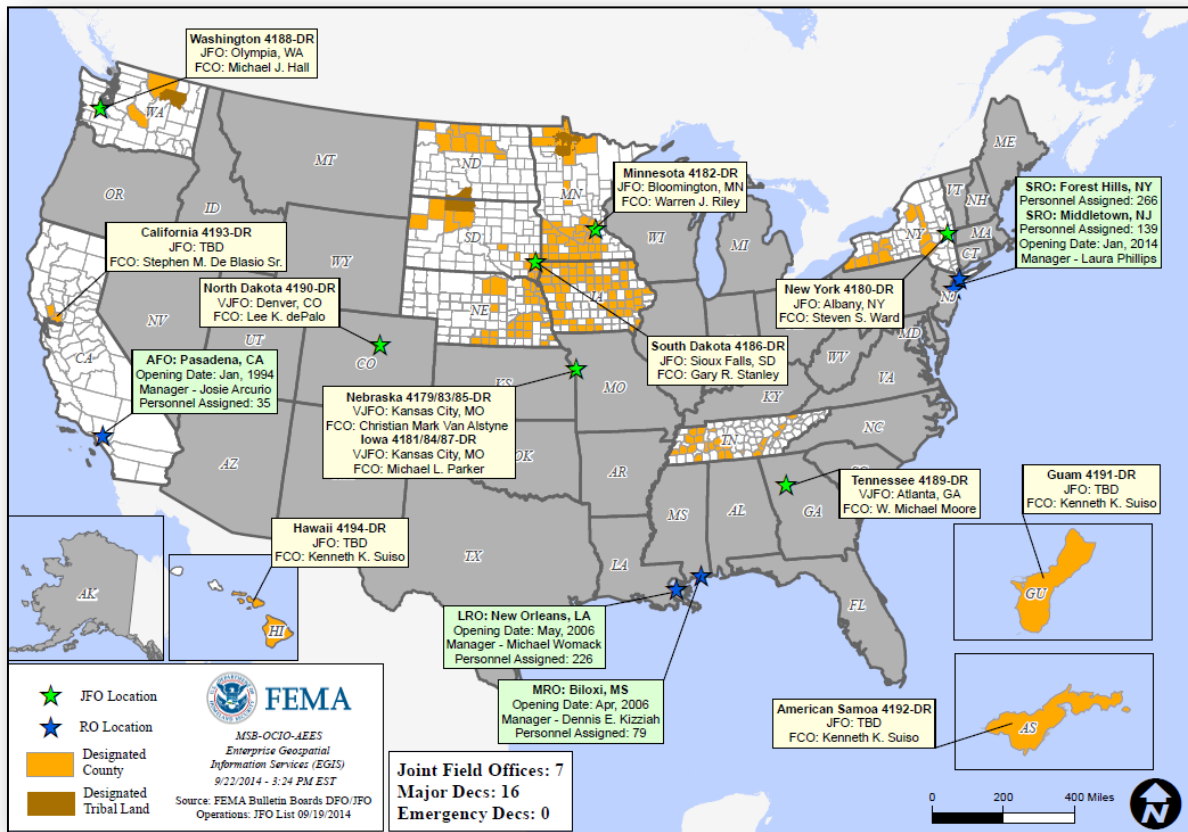 Washington 4188-DR
JFO: Olympia, WA
FCO: Michael J. Hall
WA
MT
ND
MN
ME
OR
ID
Minnesota 4182-DR
JFO: Bloomington, MN
FCO: Warren J. Riley
VT
NH
SRO: Forest Hills, NY
Personnel Assigned: 266
SRO: Middletown, NJ
Personnel Assigned: 139
Opening Date: Jan, 2014
Manager - Laura Phillips
California 4193-DR
JFO: TBD
FCO: Stephen M. De Blasio Sr.
SD
WI
MI
NY
MA
CT
WY
North Dakota 4190-DR
VJFO: Denver, CO
FCO: Lee K. dePalo
NE
IA
New York 4180-DR
JFO: Albany, NY
FCO: Steven S. Ward
NJ
NV
UT
CA
CO
South Dakota 4186-DR
JFO: Sioux Falls, SD
FCO: Gary R. Stanley
MD
WV
VA
AFO: Pasadena, CA
Opening Date: Jan, 1994
Manager - Josie Arcurio
Personnel Assigned: 35
KS
MO
KY
Nebraska 4179/83/85-DR
VJFO: Kansas City, MO
FCO: Christian Mark Van Alstyne
Iowa 4181/84/87-DR
VJFO: Kansas City, MO
FCO: Michael L. Parker
AZ
OK
AR
TN
NC
SC
Tennessee 4189-DR
VJFO: Atlanta, GA
FCO: W. Michael Moore
Guam 4191-DR
JFO: TBD
FCO: Kenneth K. Suiso
MS
AL
GA
Hawaii 4194-DR
JFO: TBD
FCO: Kenneth K. Suiso
TX
LA
FL
GU
AK
HI
LRO: New Orleans, LA
Opening Date: May, 2006
Manager - Michael Womack
Personnel Assigned: 226
MRO: Biloxi, MS
Opening Date: Apr, 2006
Manager - Dennis E. Kizziah
Personnel Assigned: 79
American Samoa 4192-DR
JFO: TBD
FCO: Kenneth K. Suiso
AS
JFO Location
RO Location
Designated
County
Designated
Tribal Land
FEMA
MSB-OCIO-AEES
Enterprise Geospatial
Information Services (EGIS)
9/22/2014 - 3:24 PM EST
Source: FEMA Bulletin Boards DFO/JFO
Operations: JFO List 09/19/2014
Joint Field Offices: 7
Major Decs: 16
Emergency Decs: 0
0 200 400 Miles
N